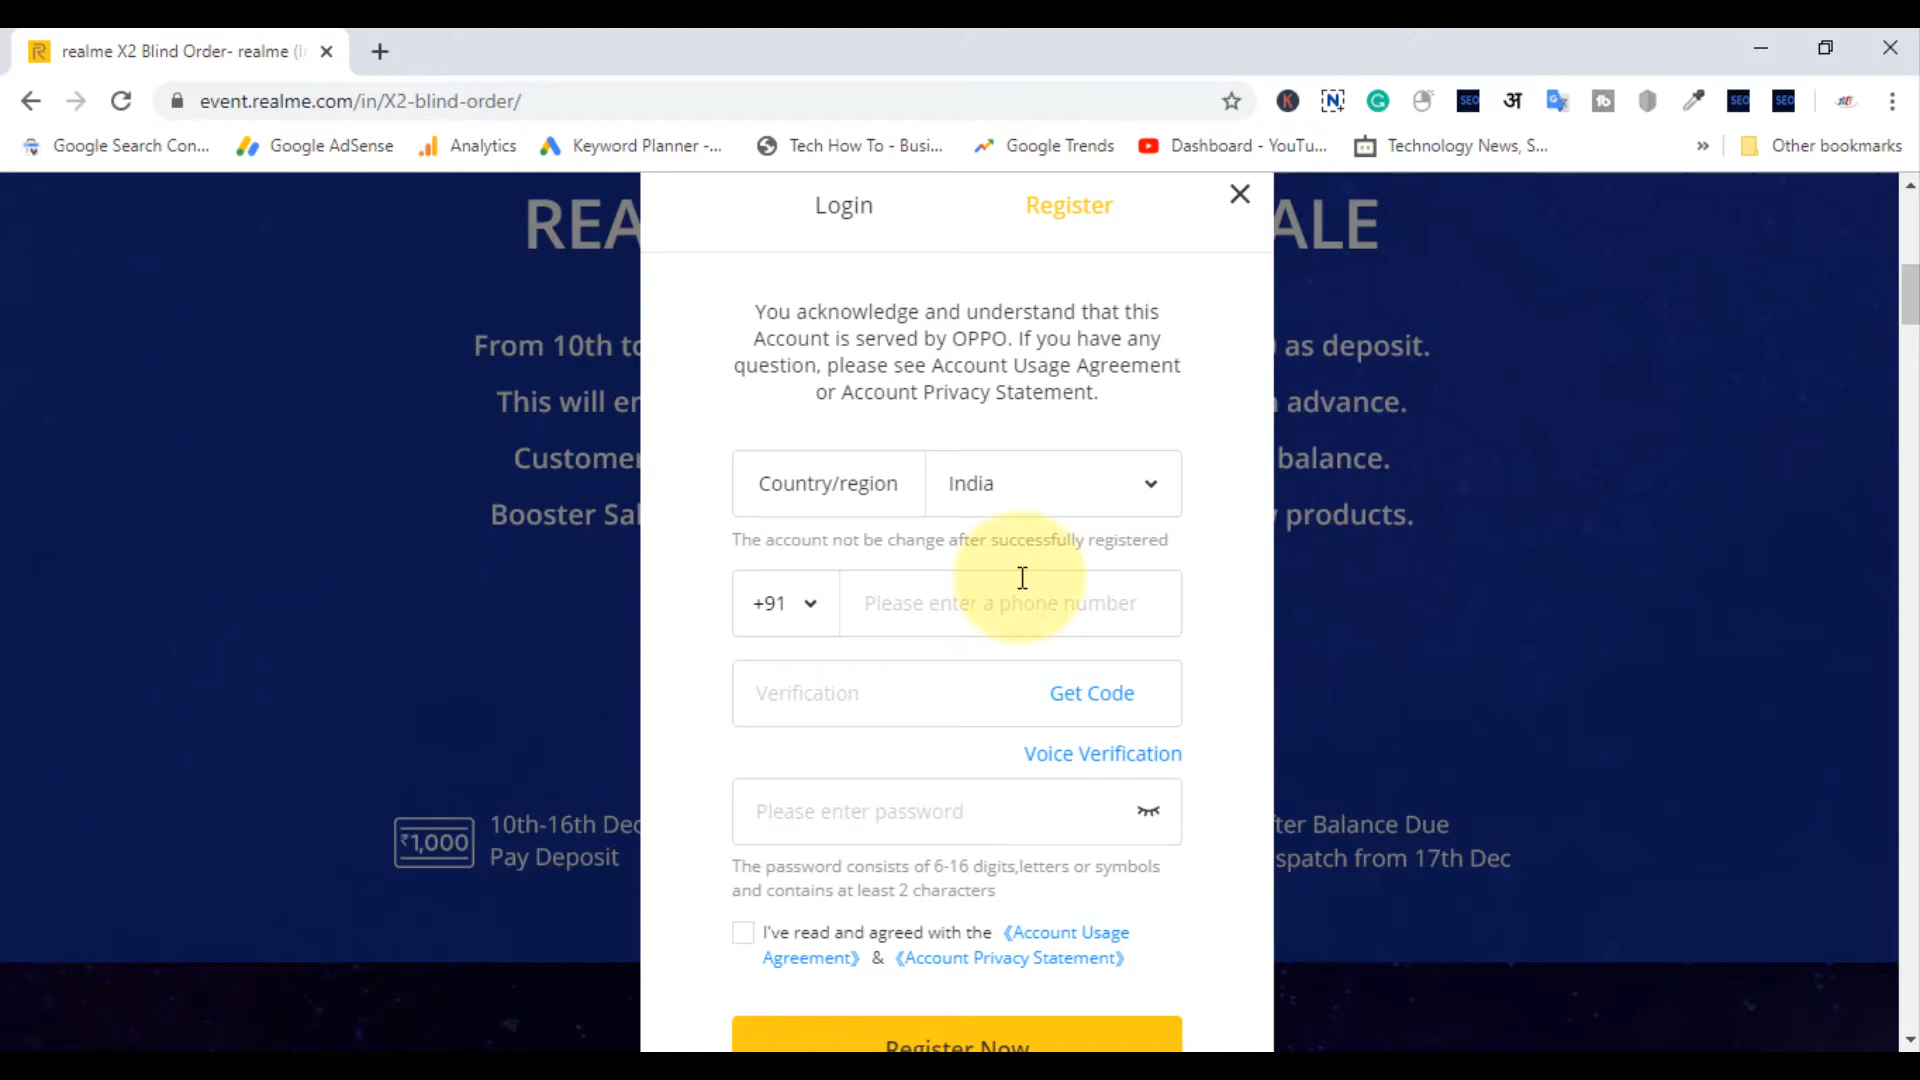 realme X2 Blind Order- realme (I
event.realme.com/in/X2-blind-order/
Google Search Con...
Google AdSense
Analytics
Keyword Planner -...
Tech How To - Busi...
Google Trends
Dashboard - YouTu...
Technology News, S...
»
Other bookmarks
Login
Register
REA
ALE
You acknowledge and understand that this
Account is served by OPPO. If you have any
question, please see Account Usage Agreement
or Account Privacy Statement.
From 10th to
as deposit.
This will en
advance.
Customer
balance.
Booster Sal
products.
Country/region
India
The account not be change after successfully registered
+91
Please enter a phone number
Verification
Get Code
Voice Verification
Please enter password
The password consists of 6-16 digits,letters or symbols
and contains at least 2 characters
I've read and agreed with the 《Account Usage
Agreement》 & 《Account Privacy Statement》
Register Now
₹1,000
10th-16th Dec
Pay Deposit
ter Balance Due
spatch from 17th Dec